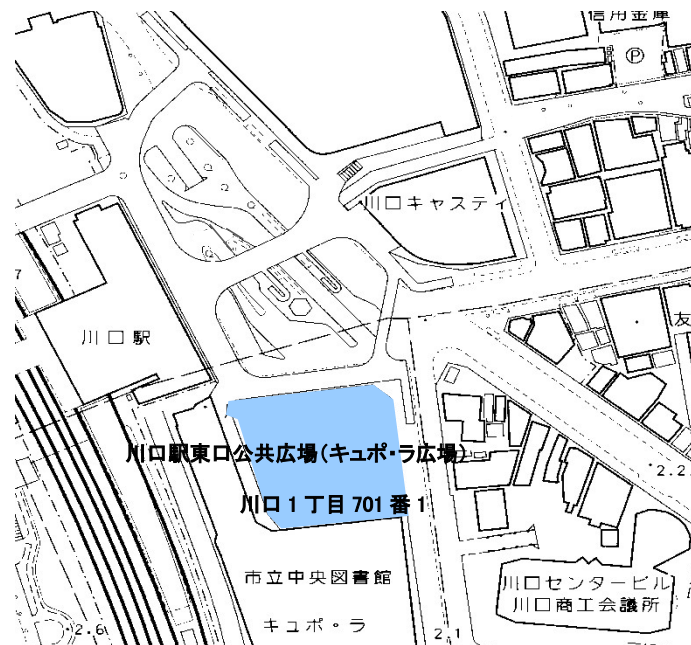 信用金庫
Ⓟ
川口キャスティ
7
友
川口駅
川口駅東口公共広場(キュポ・ラ広場)
2.2
川口1丁目701番1
市立中央図書館
川口センタービル
川口商工会議所
キュポ・ラ
2.6
2.1